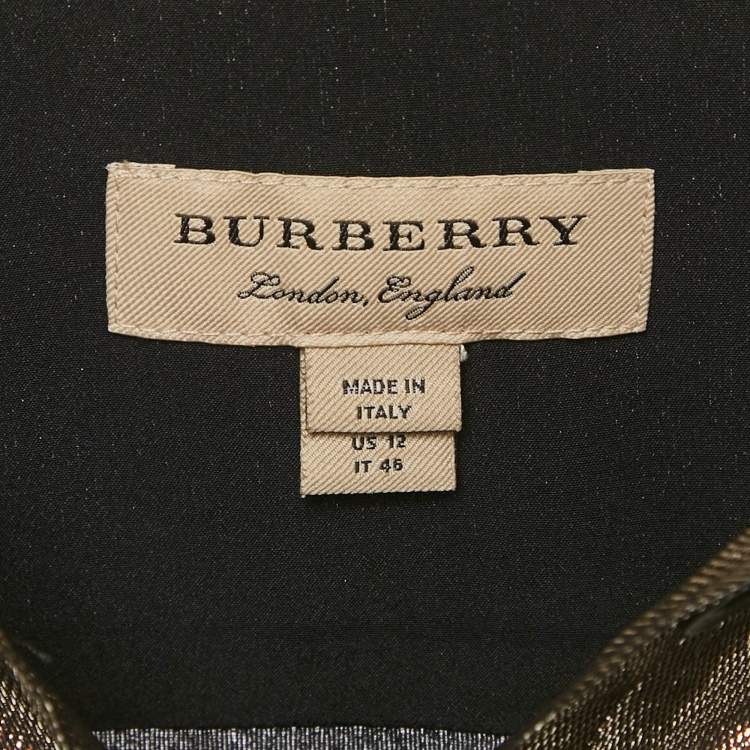 BURBERRY
London, England
MADE IN
ITALY
US 12
IT 46